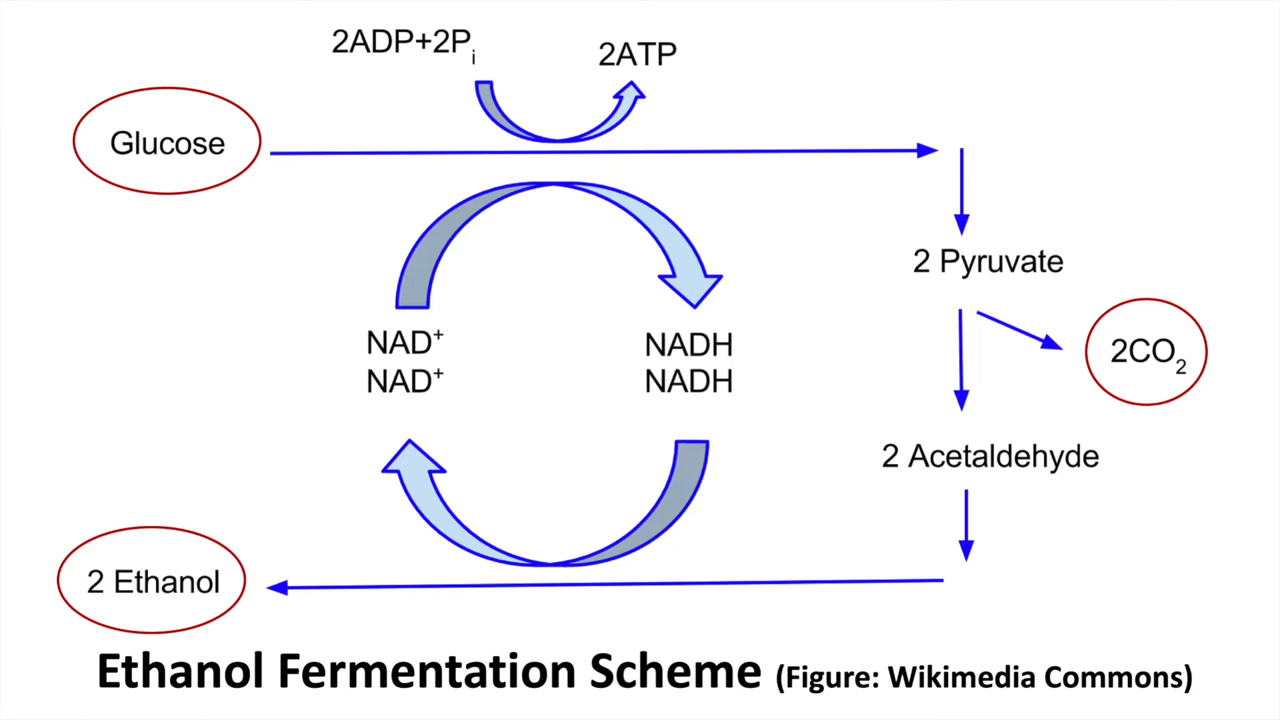 2ADP+2Pi
2ATP
Glucose
2 Pyruvate
NAD+
NAD+
NADH
NADH
2CO2
2 Acetaldehyde
2 Ethanol
Ethanol Fermentation Scheme (Figure: Wikimedia Commons)